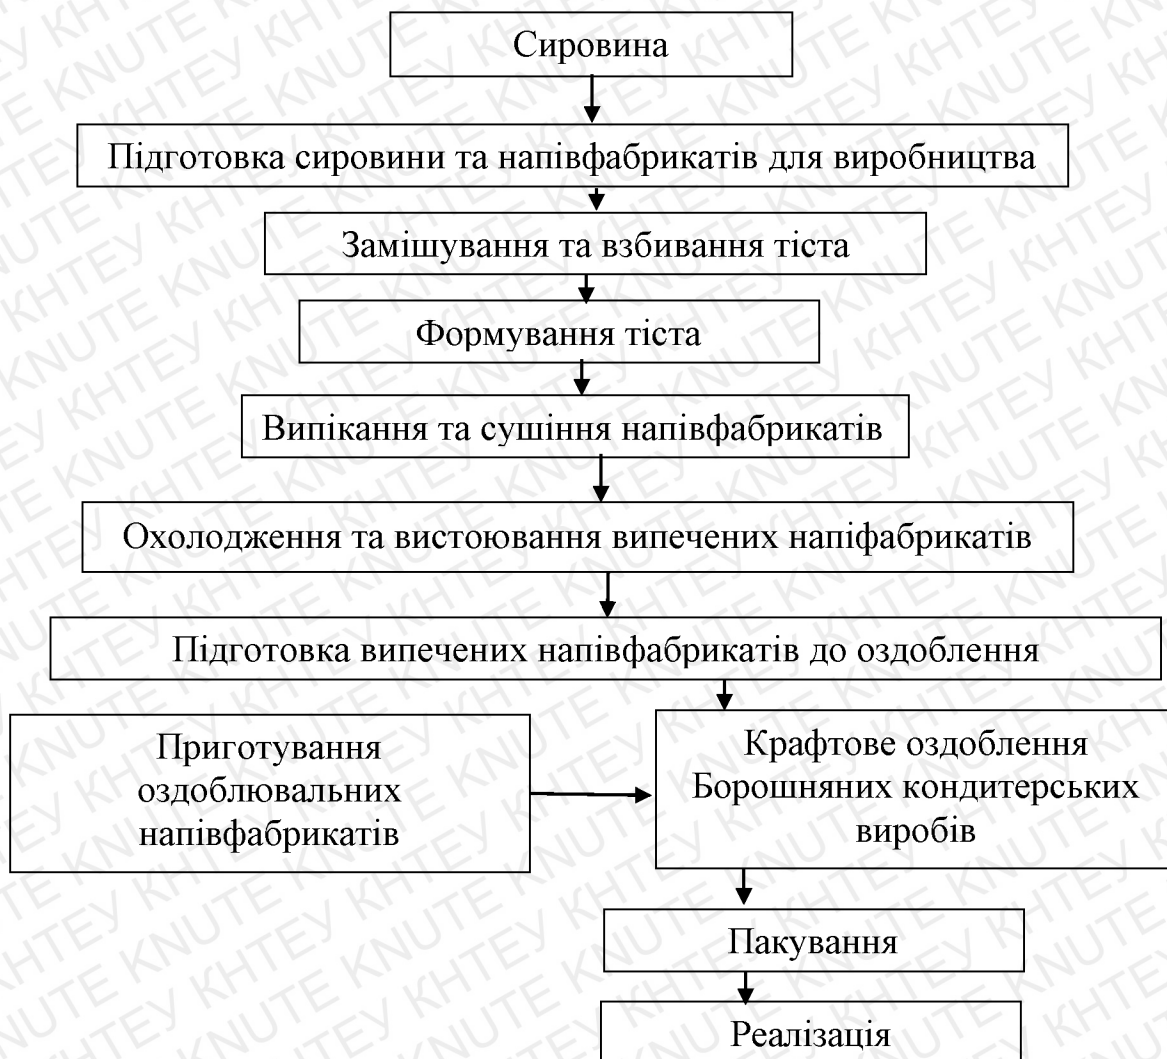 Сировина
Підготовка сировини та напівфабрикатів для виробництва
Замішування та взбивання тіста
Формування тіста
Випікання та сушіння напівфабрикатів
Охолодження та вистоювання випечених напіфабрикатів
Підготовка випечених напівфабрикатів до оздоблення
Приготування
оздоблювальних
напівфабрикатів
Крафтове оздоблення
Борошняних кондитерських
виробів
Пакування
Реалізація